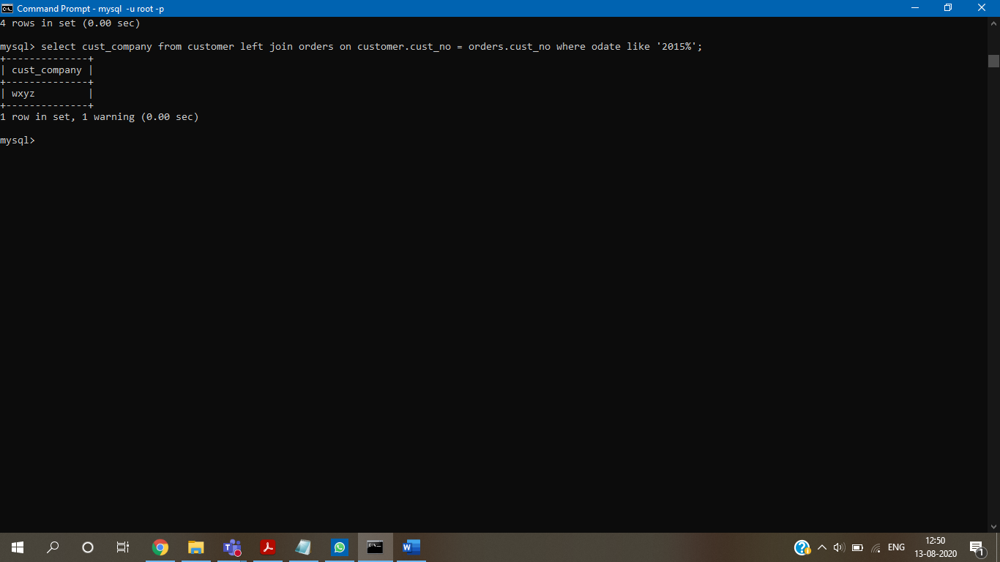 Command Prompt - mysql -u root -p
4 rows in set (0.00 sec)
mysql> select cust_company from customer left join orders on customer.cust_no = orders.cust_no where odate like '2015%';
+--------------+
| cust_company |
+--------------+
| wxyz         |
+--------------+
1 row in set, 1 warning (0.00 sec)
mysql>
ENG
12:50
13-08-2020
1